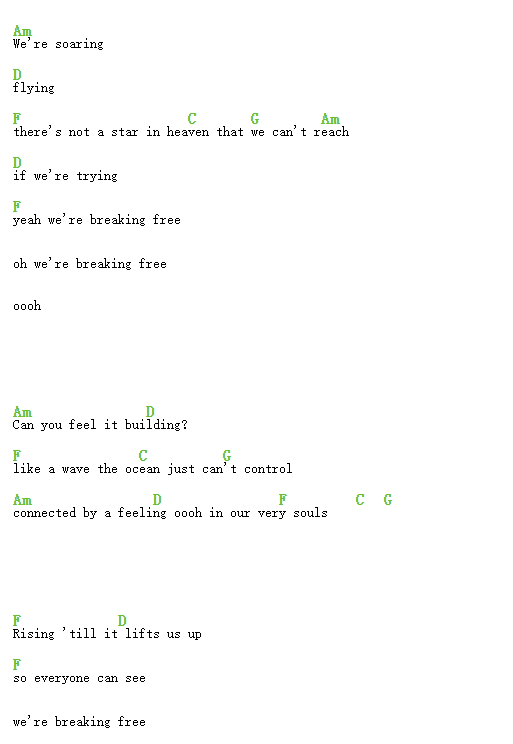 Am
We're soaring
D
flying
F C G Am
there's not a star in heaven that we can't reach
D
if we're trying
F
yeah we're breaking free
oh we're breaking free
oooh
Am D
Can you feel it building?
F C G
like a wave the ocean just can't control
Am D F C G
connected by a feeling oooh in our very souls
F D
Rising 'till it lifts us up
F
so everyone can see
we're breaking free